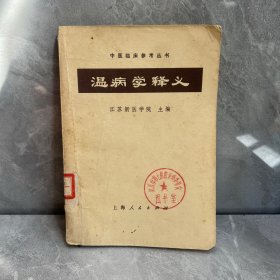 中医临床参考丛书
温病学释义
江苏新医学院 主编
上海人民出版社